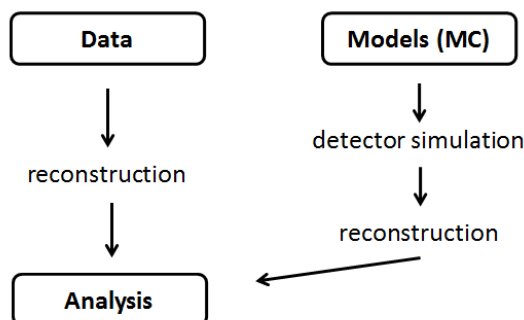 Data
Models (MC)
detector simulation
reconstruction
reconstruction
Analysis